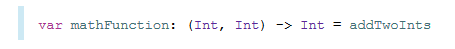 var mathFunction: (Int, Int) -> Int = addTwoInts